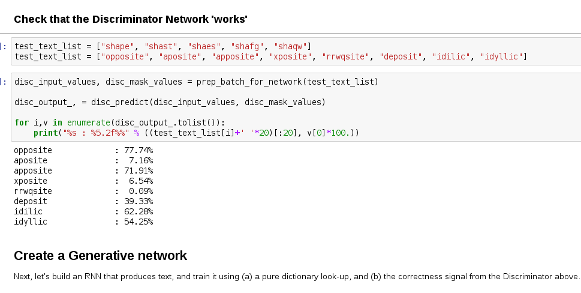 Check that the Discriminator Network 'works'
]: test_text_list = ["shape", "shast", "shaes", "shafg", "shaqw"]
test_text_list = ["opposite", "aposite", "apposite", "xposite", "rrwqsite", "deposit", "idilic", "idyllic"]
]: disc_input_values, disc_mask_values = prep_batch_for_network(test_text_list)
disc_output_, = disc_predict(disc_input_values, disc_mask_values)
for i,v in enumerate(disc_output_.tolist()):
    print("%s : %5.2f%%" % ((test_text_list[i]+' '*20)[:20], v[0]*100.))
opposite             : 77.74%
aposite              :  7.16%
apposite             : 71.91%
xposite              :  6.54%
rrwqsite             :  0.09%
deposit              : 39.33%
idilic               : 62.28%
idyllic              : 54.25%
Create a Generative network
Next, let's build an RNN that produces text, and train it using (a) a pure dictionary look-up, and (b) the correctness signal from the Discriminator above.